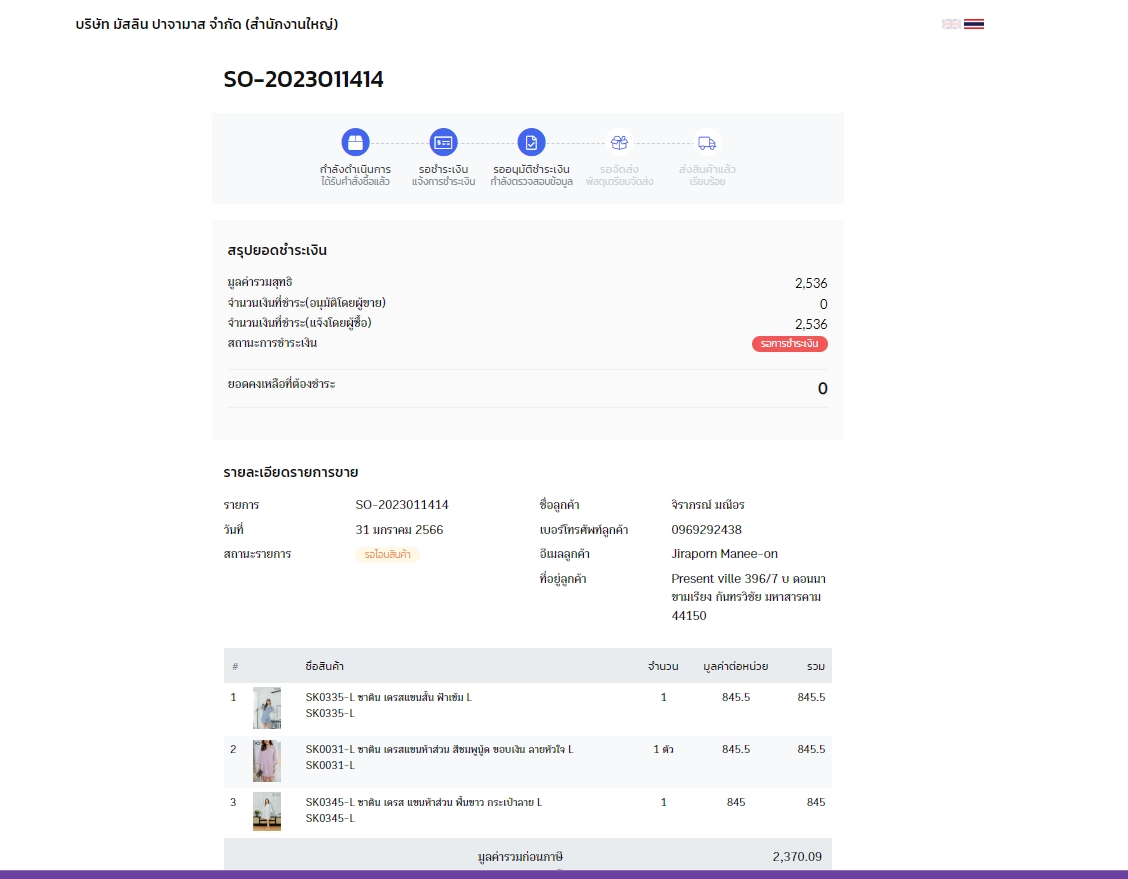 บริษัท มัสลิน ปาจามาส จำกัด (สำนักงานใหญ่)
SO-2023011414
กำลังดำเนินการ รอชำระเงิน รออนุมัติชำระเงิน รอจัดส่ง ส่งสินค้าแล้ว
ได้รับคำสั่งซื้อแล้ว แจ้งการชำระเงิน กำลังตรวจสอบข้อมูล พัสดุเตรียมจัดส่ง เรียบร้อย
สรุปยอดชำระเงิน
มูลค่ารวมสุทธิ 2,536
จำนวนเงินที่ชำระ(อนุมัติโดยผู้ขาย) 0
จำนวนเงินที่ชำระ(แจ้งโดยผู้ซื้อ) 2,536
สถานะการชำระเงิน รอการชำระเงิน
ยอดคงเหลือที่ต้องชำระ 0
รายละเอียดรายการขาย
รายการ SO-2023011414 ชื่อลูกค้า จิราภรณ์ มณีอร
วันที่ 31 มกราคม 2566 เบอร์โทรศัพท์ลูกค้า 0969292438
สถานะรายการ รอโอนสินค้า อีเมลลูกค้า Jiraporn Manee-on
ที่อยู่ลูกค้า Present ville 396/7 บ ดอนนา
ขามเรียง กันทรวิชัย มหาสารคาม
44150
# ชื่อสินค้า จำนวน มูลค่าต่อหน่วย รวม
1 SK0335-L ซาติน เดรสแขนสั้น ฟ้าเข้ม L 1 845.5 845.5
SK0335-L
2 SK0031-L ซาติน เดรสแขนห้าส่วน สีชมพูนู้ด ขอบเงิน ลายหัวใจ L 1 ตัว 845.5 845.5
SK0031-L
3 SK0345-L ซาติน เดรส แขนห้าส่วน พื้นขาว กระเป๋าลาย L 1 845 845
SK0345-L
มูลค่ารวมก่อนภาษี 2,370.09